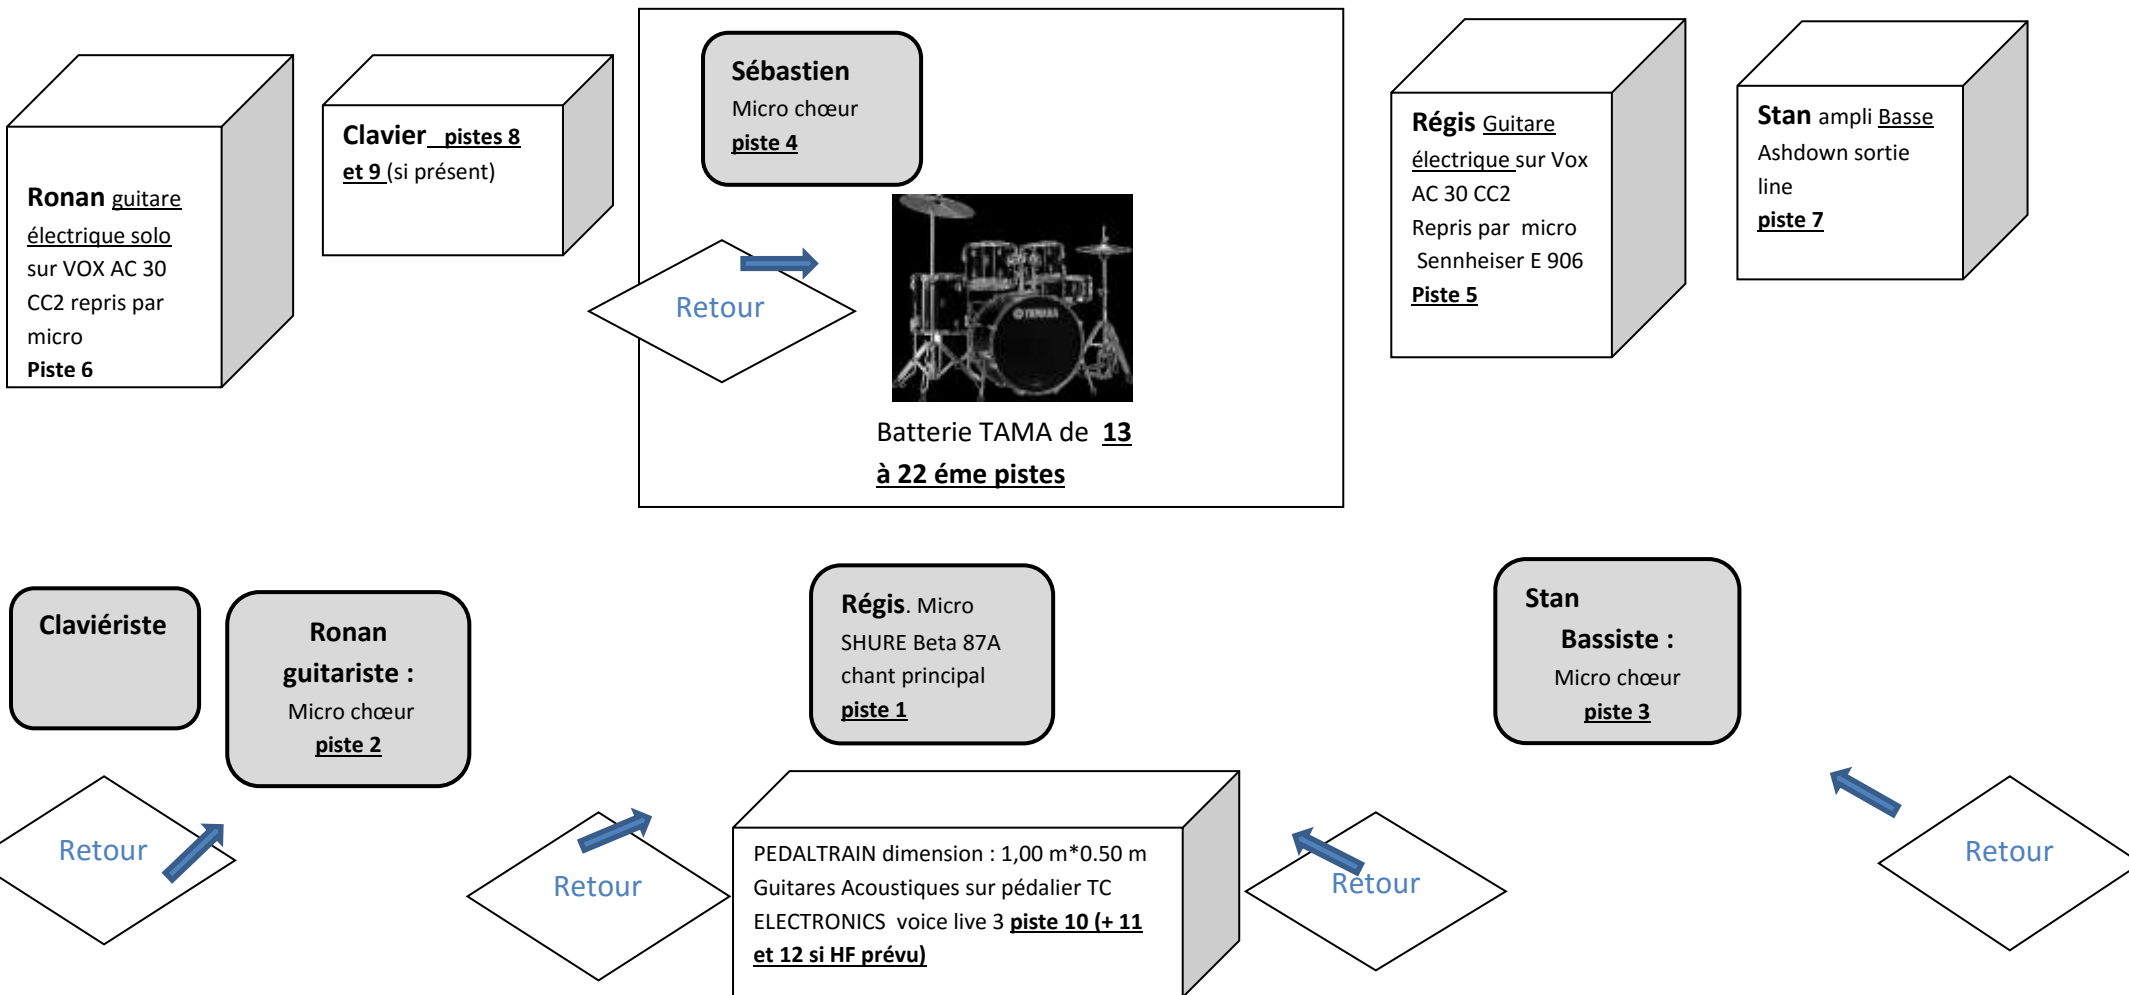 Ronan guitare
électrique solo
sur VOX AC 30
CC2 repris par
micro
Piste 6
Clavier pistes 8
et 9 (si présent)
Sébastien
Micro chœur
piste 4
Retour
YAMAHA
Batterie TAMA de 13
à 22 éme pistes
Régis Guitare
électrique sur Vox
AC 30 CC2
Repris par micro
Sennheiser E 906
Piste 5
Stan ampli Basse
Ashdown sortie
line
piste 7
Claviériste
Ronan
guitariste :
Micro chœur
piste 2
Régis. Micro
SHURE Beta 87A
chant principal
piste 1
Stan
Bassiste :
Micro chœur
piste 3
Retour
Retour
PEDALTRAIN dimension : 1,00 m*0.50 m
Guitares Acoustiques sur pédalier TC
ELECTRONICS voice live 3 piste 10 (+ 11
et 12 si HF prévu)
Retour
Retour